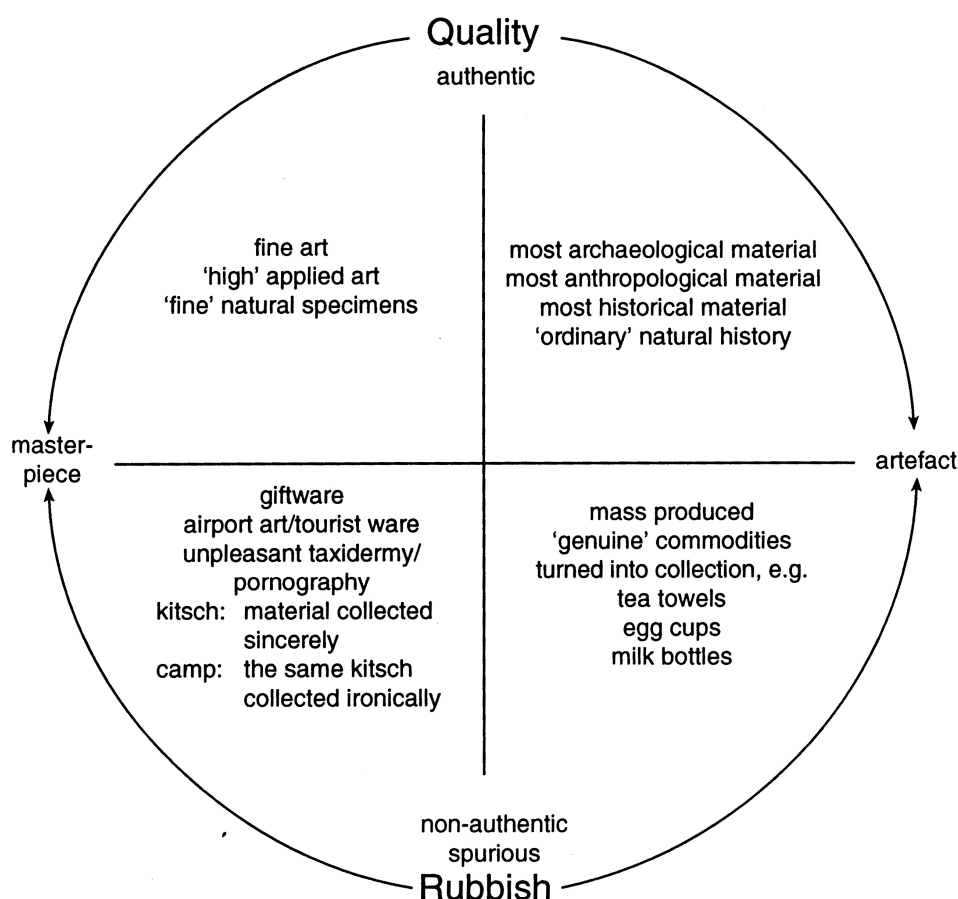 Quality
authentic
fine art
‘high’ applied art
‘fine’ natural specimens
most archaeological material
most anthropological material
most historical material
‘ordinary’ natural history
master-
piece
artefact
giftware
airport art/tourist ware
unpleasant taxidermy/
pornography
kitsch: material collected
sincerely
camp: the same kitsch
collected ironically
mass produced
‘genuine’ commodities
turned into collection, e.g.
tea towels
egg cups
milk bottles
non-authentic
spurious
Rubbish